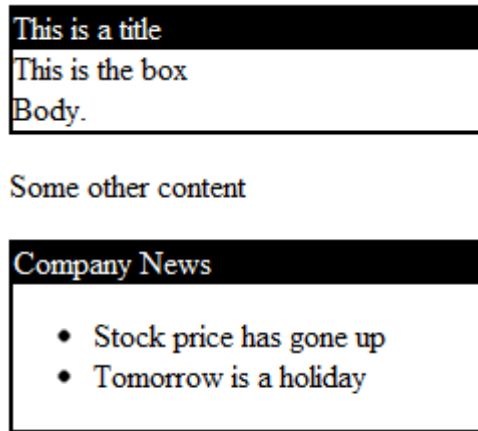 This is a title
This is the box
Body.
Some other content
Company News
• Stock price has gone up
• Tomorrow is a holiday